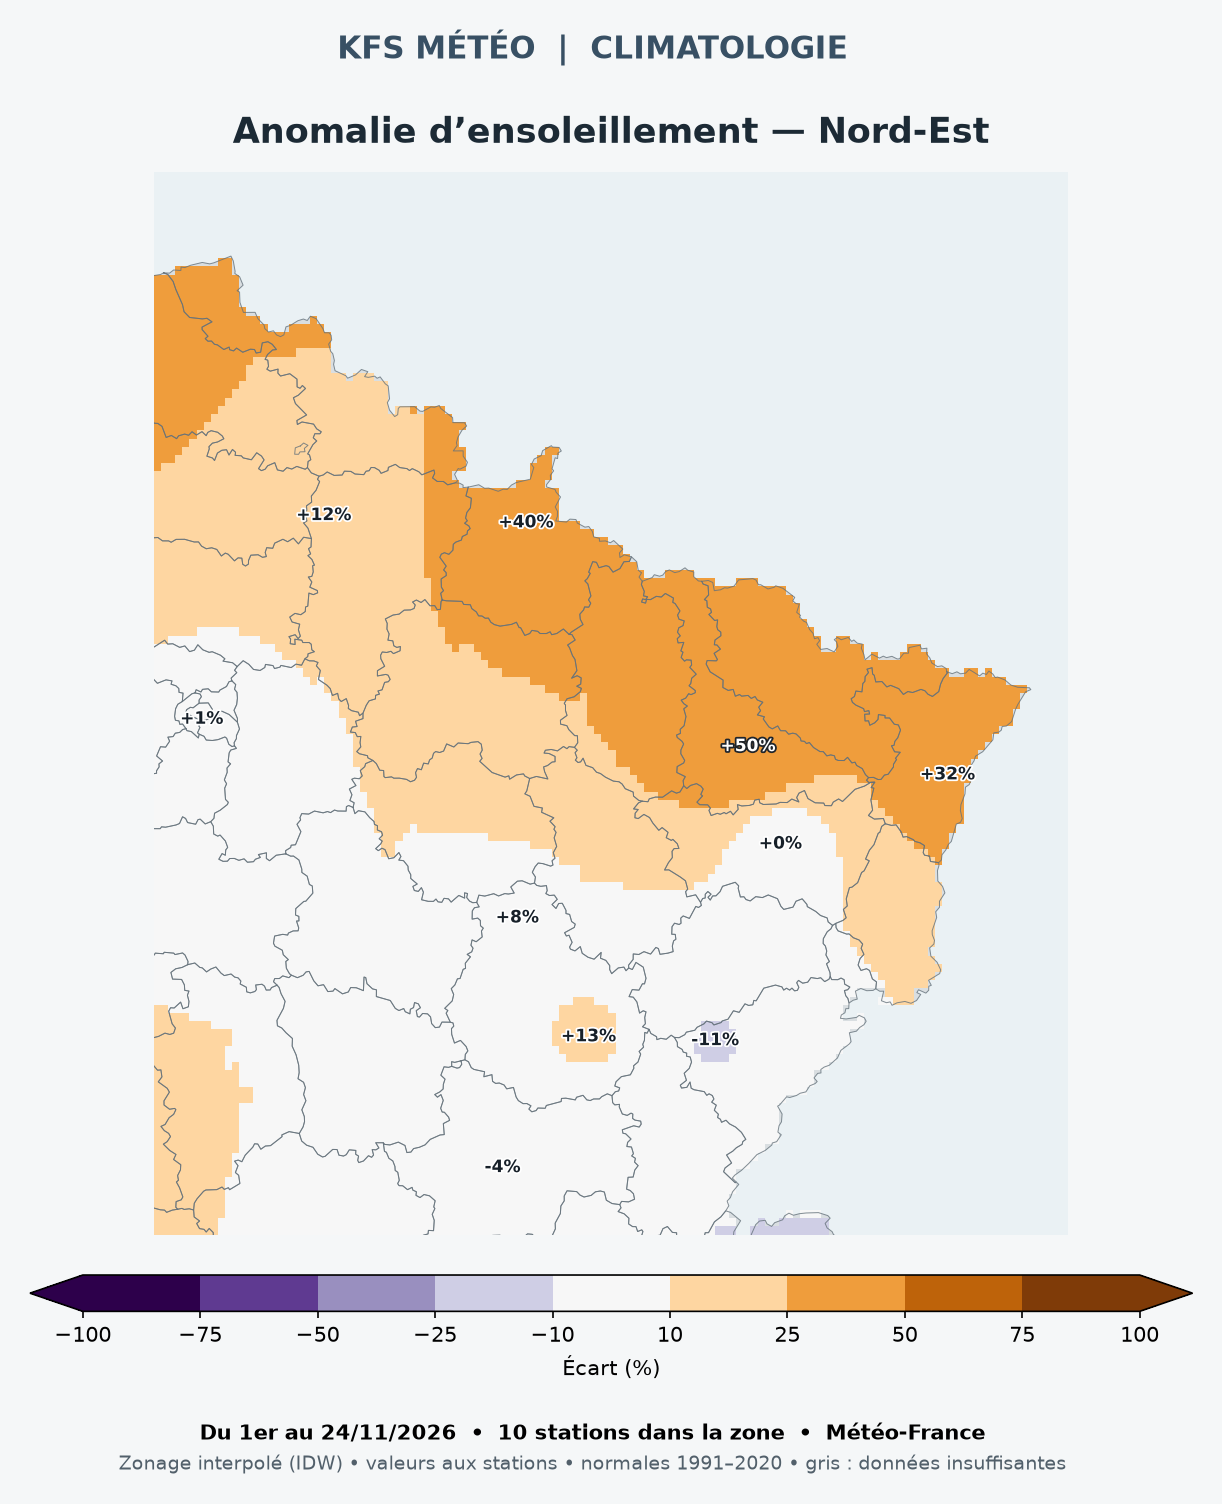 KFS MÉTÉO | CLIMATOLOGIE
Anomalie d’ensoleillement — Nord-Est
+12%
+40%
+1%
+50%
+32%
+0%
+8%
+13%
-11%
-4%
−100 −75 −50 −25 −10 10 25 50 75 100
Écart (%)
Du 1er au 24/11/2026 • 10 stations dans la zone • Météo-France
Zonage interpolé (IDW) • valeurs aux stations • normales 1991–2020 • gris : données insuffisantes